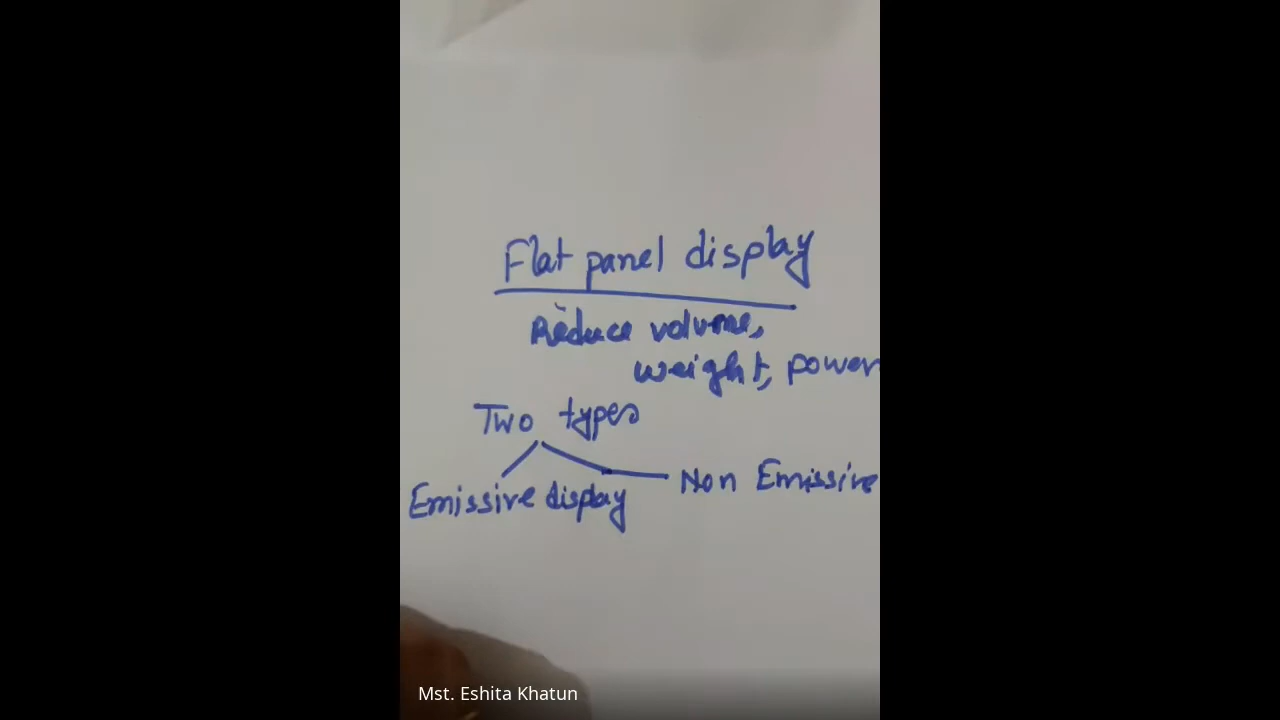 Flat panel display
Reduce volume,
weight, power
Two types
Emissive display
Non Emissive
Mst. Eshita Khatun